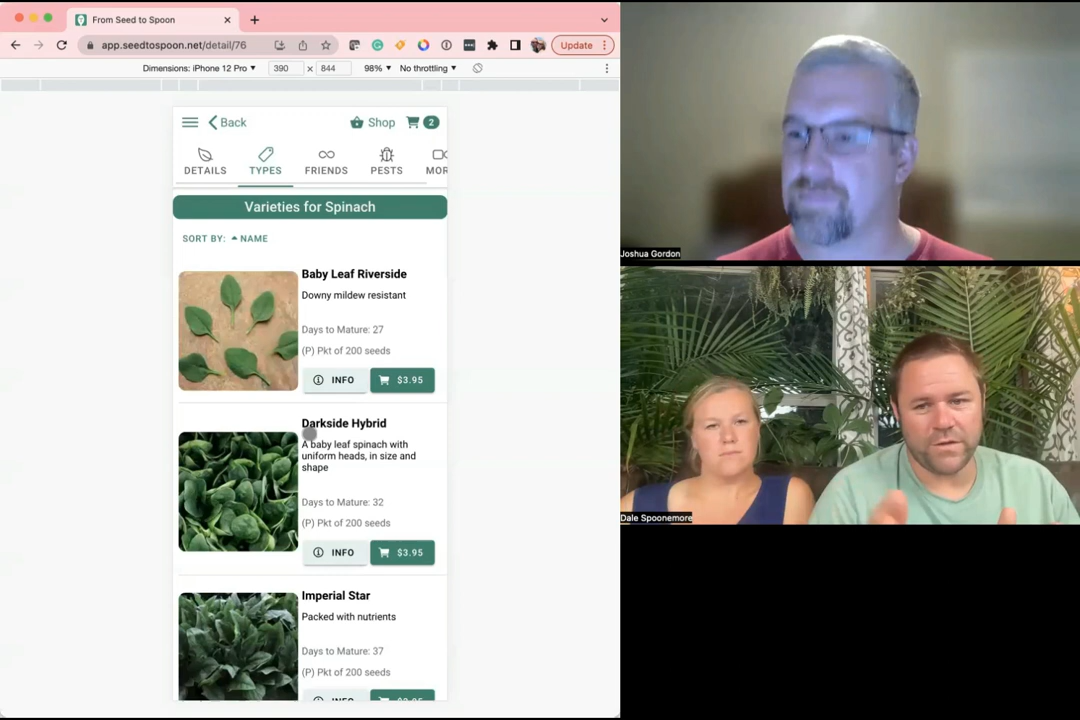 From Seed to Spoon
app.seedtospoon.net/detail/76
Update
Dimensions: iPhone 12 Pro
390 × 844
98%
No throttling
Back
Shop
2
DETAILS
TYPES
FRIENDS
PESTS
MOR
Varieties for Spinach
SORT BY: NAME
Baby Leaf Riverside
Downy mildew resistant
Days to Mature: 27
(P) Pkt of 200 seeds
INFO
$3.95
Darkside Hybrid
A baby leaf spinach with
uniform heads, in size and
shape
Days to Mature: 32
(P) Pkt of 200 seeds
INFO
$3.95
Imperial Star
Packed with nutrients
Days to Mature: 37
(P) Pkt of 200 seeds
INFO
$3.95
Joshua Gordon
Dale Spoonemore